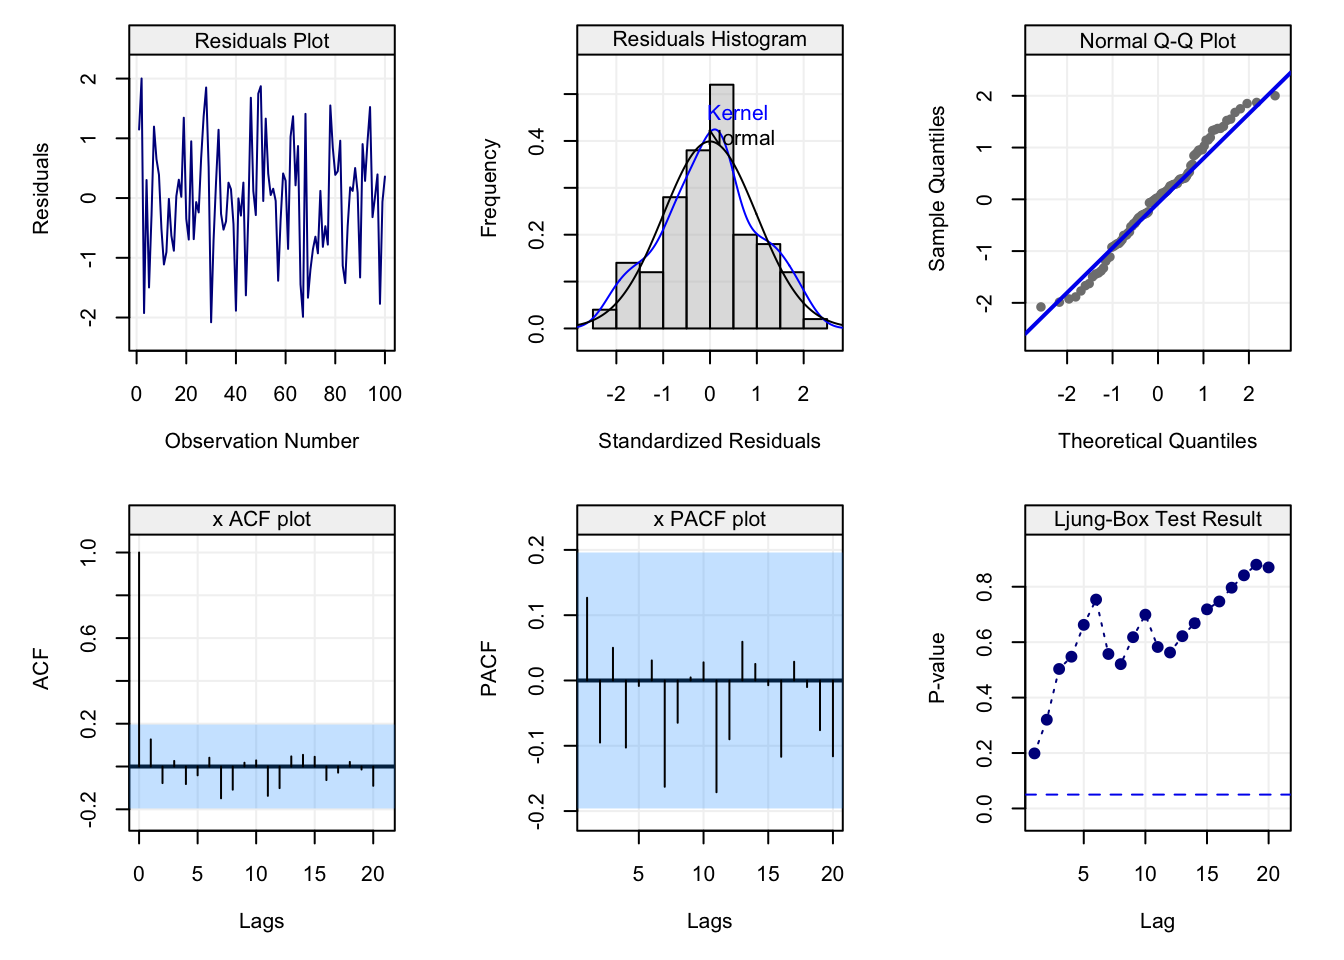 Residuals Plot
2
1
0
-1
-2
Residuals
0 20 40 60 80 100
Observation Number
Residuals Histogram
Kernel
Normal
0.4
0.2
0.0
Frequency
-2 -1 0 1 2
Standardized Residuals
Normal Q-Q Plot
2
1
0
-1
-2
Sample Quantiles
-2 -1 0 1 2
Theoretical Quantiles
x ACF plot
1.0
0.6
0.2
-0.2
ACF
0 5 10 15 20
Lags
x PACF plot
0.2
0.1
0.0
-0.1
-0.2
PACF
5 10 15 20
Lags
Ljung-Box Test Result
0.8
0.6
0.4
0.2
0.0
P-value
5 10 15 20
Lag